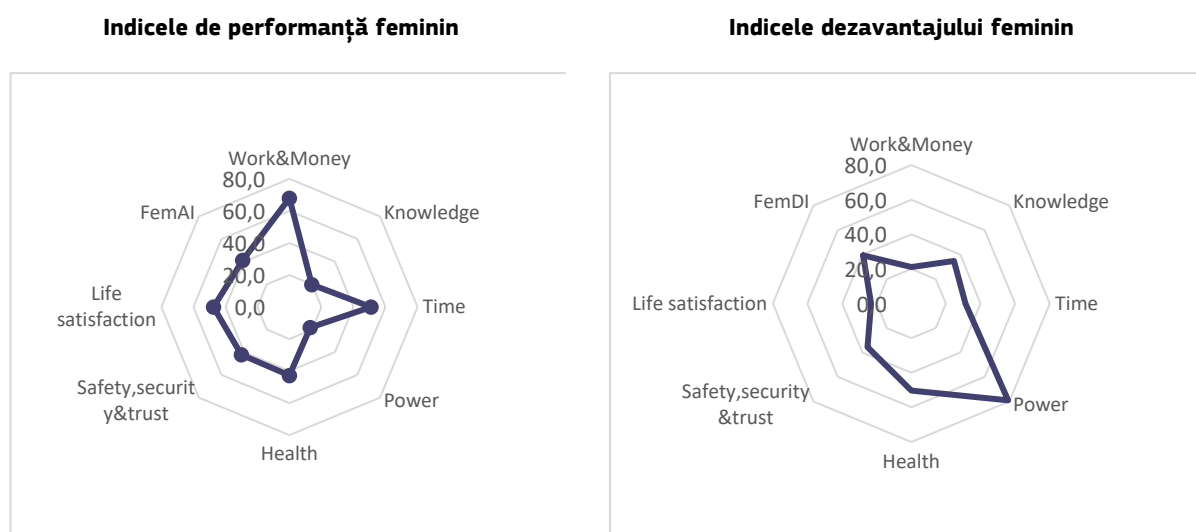 Indicele de performanță feminin
Work&Money
80,0
60,0
40,0
20,0
0,0
Knowledge
Time
Power
Health
Safety,securit
y&trust
Life
satisfaction
FemAI
Indicele dezavantajului feminin
Work&Money
80,0
60,0
40,0
20,0
0,0
Knowledge
Time
Power
Health
Safety,security
&trust
Life satisfaction
FemDI